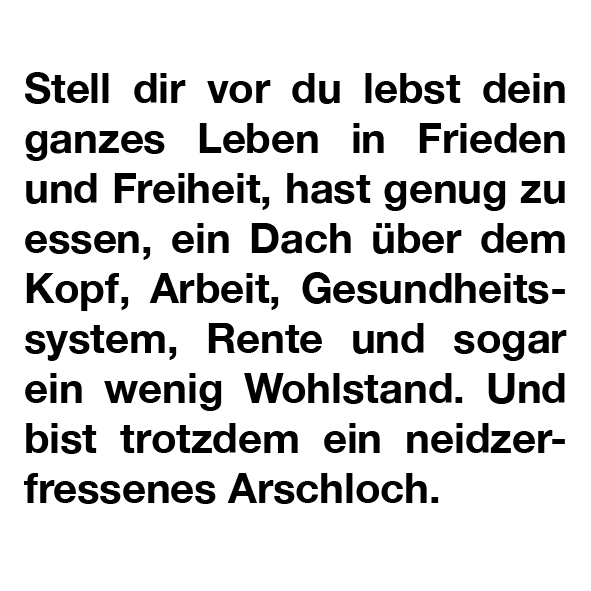 Stell dir vor du lebst dein
ganzes Leben in Frieden
und Freiheit, hast genug zu
essen, ein Dach über dem
Kopf, Arbeit, Gesundheits-
system, Rente und sogar
ein wenig Wohlstand. Und
bist trotzdem ein neidzer-
fressenes Arschloch.